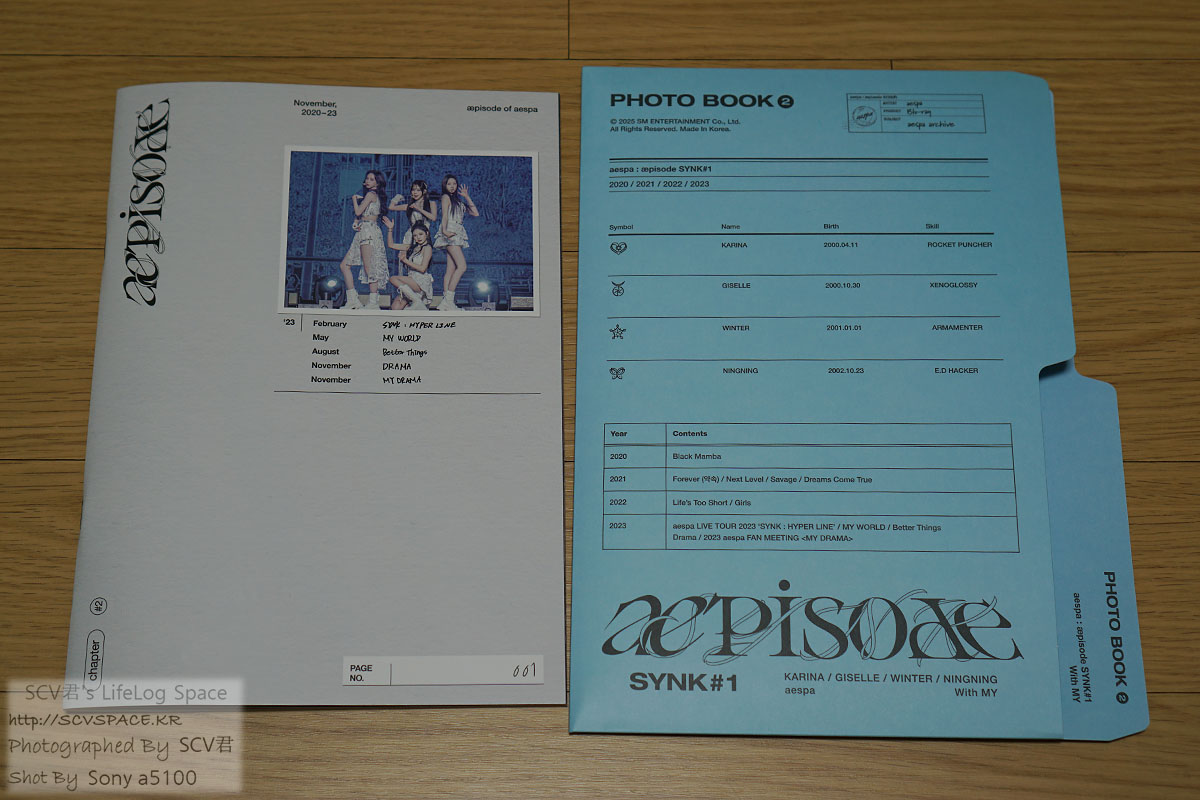 æpisode
November,
2020–23
æpisode of aespa
'23
February SYNK : HYPER LINE
May MY WORLD
August Better Things
November DRAMA
November MY DRAMA
chapter #2
PAGE NO. 001
PHOTO BOOK 2
© 2025 SM ENTERTAINMENT Co., Ltd.
All Rights Reserved. Made In Korea.
aespa
Blu-ray
aespa archive
aespa : æpisode SYNK#1
2020 / 2021 / 2022 / 2023
Symbol Name Birth Skill
KARINA 2000.04.11 ROCKET PUNCHER
GISELLE 2000.10.30 XENOGLOSSY
WINTER 2001.01.01 ARMAMENTER
NINGNING 2002.10.23 E.D HACKER
Year Contents
2020 Black Mamba
2021 Forever (약속) / Next Level / Savage / Dreams Come True
2022 Life's Too Short / Girls
2023 aespa LIVE TOUR 2023 'SYNK : HYPER LINE' / MY WORLD / Better Things
Drama / 2023 aespa FAN MEETING <MY DRAMA>
æpisode
SYNK#1
KARINA / GISELLE / WINTER / NINGNING
aespa With MY
PHOTO BOOK 2
aespa : æpisode SYNK#1
With MY
SCV君's LifeLog Space
http://SCVSPACE.KR
Photographed By SCV君
Shot By Sony a5100